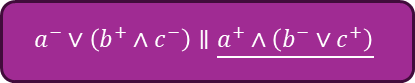 a⁻ ∨ (b⁺ ∧ c⁻) ∥ a⁺ ∧ (b⁻ ∨ c⁺)